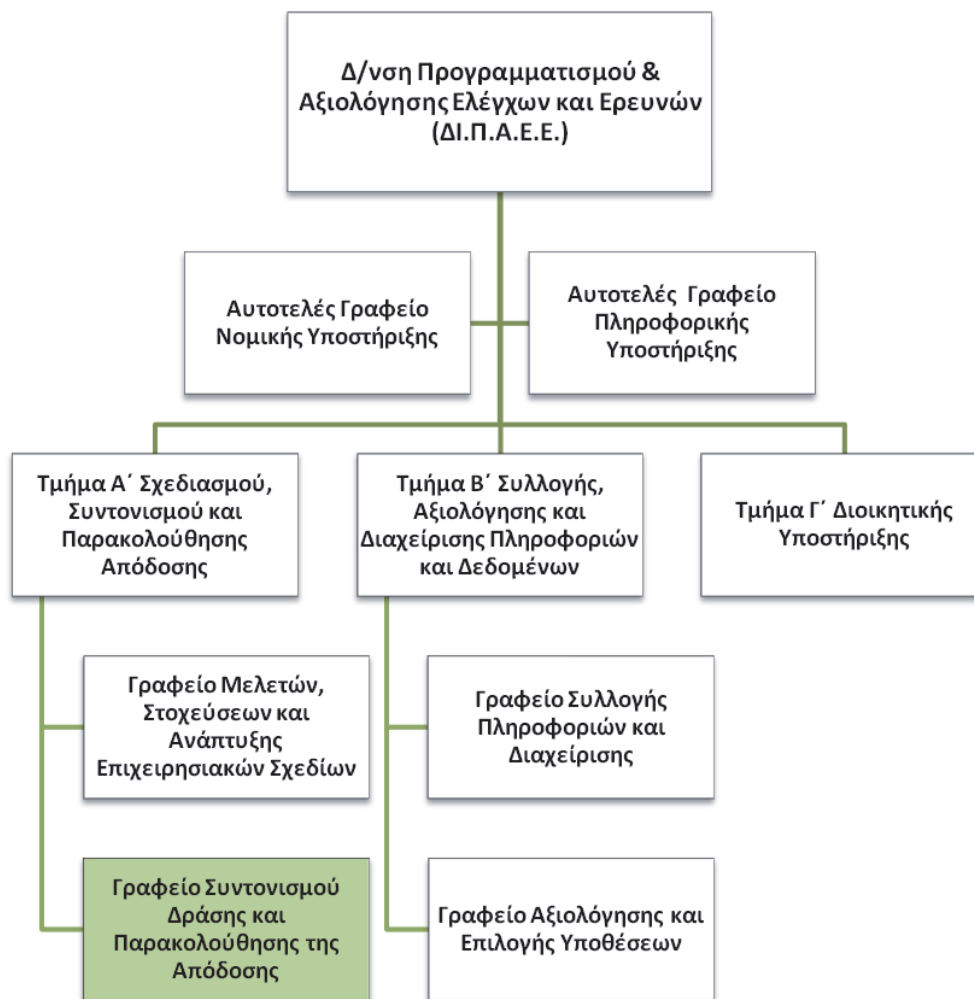 Δ/νση Προγραμματισμού &
Αξιολόγησης Ελέγχων και Ερευνών
(ΔΙ.Π.Α.Ε.Ε.)
Αυτοτελές Γραφείο
Νομικής Υποστήριξης
Αυτοτελές Γραφείο
Πληροφορικής
Υποστήριξης
Τμήμα Α΄ Σχεδιασμού,
Συντονισμού και
Παρακολούθησης
Απόδοσης
Τμήμα Β΄ Συλλογής,
Αξιολόγησης και
Διαχείρισης Πληροφοριών
και Δεδομένων
Τμήμα Γ΄ Διοικητικής
Υποστήριξης
Γραφείο Μελετών,
Στοχεύσεων και
Ανάπτυξης
Επιχειρησιακών Σχεδίων
Γραφείο Συλλογής
Πληροφοριών και
Διαχείρισης
Γραφείο Συντονισμού
Δράσης και
Παρακολούθησης της
Απόδοσης
Γραφείο Αξιολόγησης και
Επιλογής Υποθέσεων